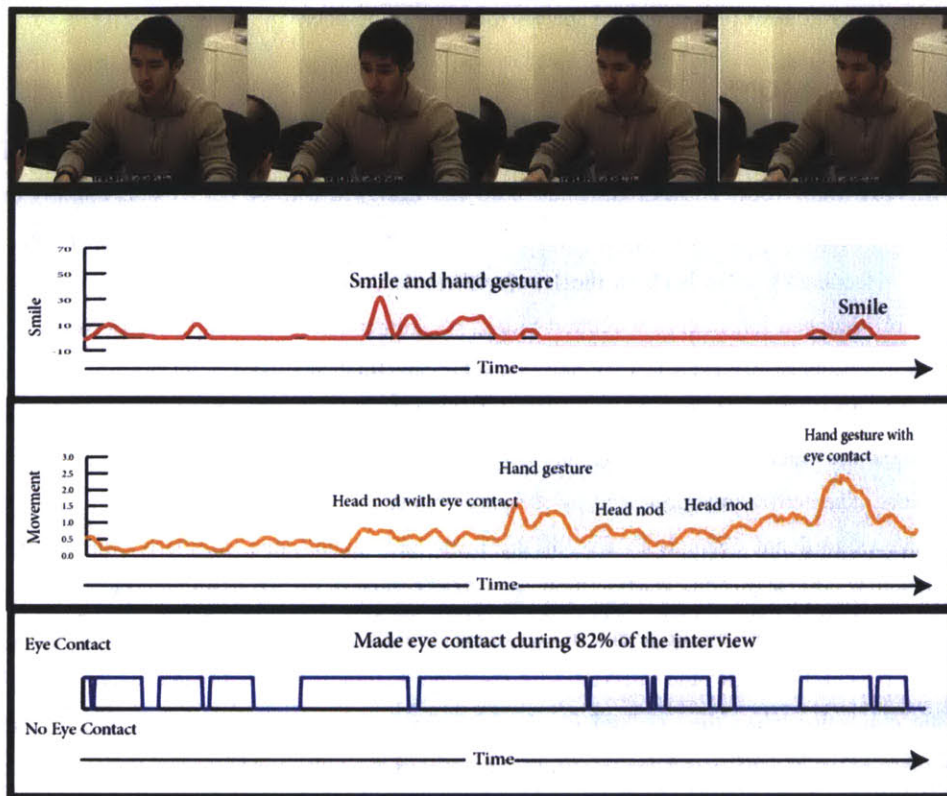 70
50
Smile and hand gesture
30
Smile
10
-10
Smile
Time
Hand gesture with
eye contact
3.0
2.5
Hand gesture
2.0
Head nod with eye contact
1.5
Head nod
Head nod
1.0
0.5
0.0
Movement
Time
Eye Contact
Made eye contact during 82% of the interview
No Eye Contact
Time